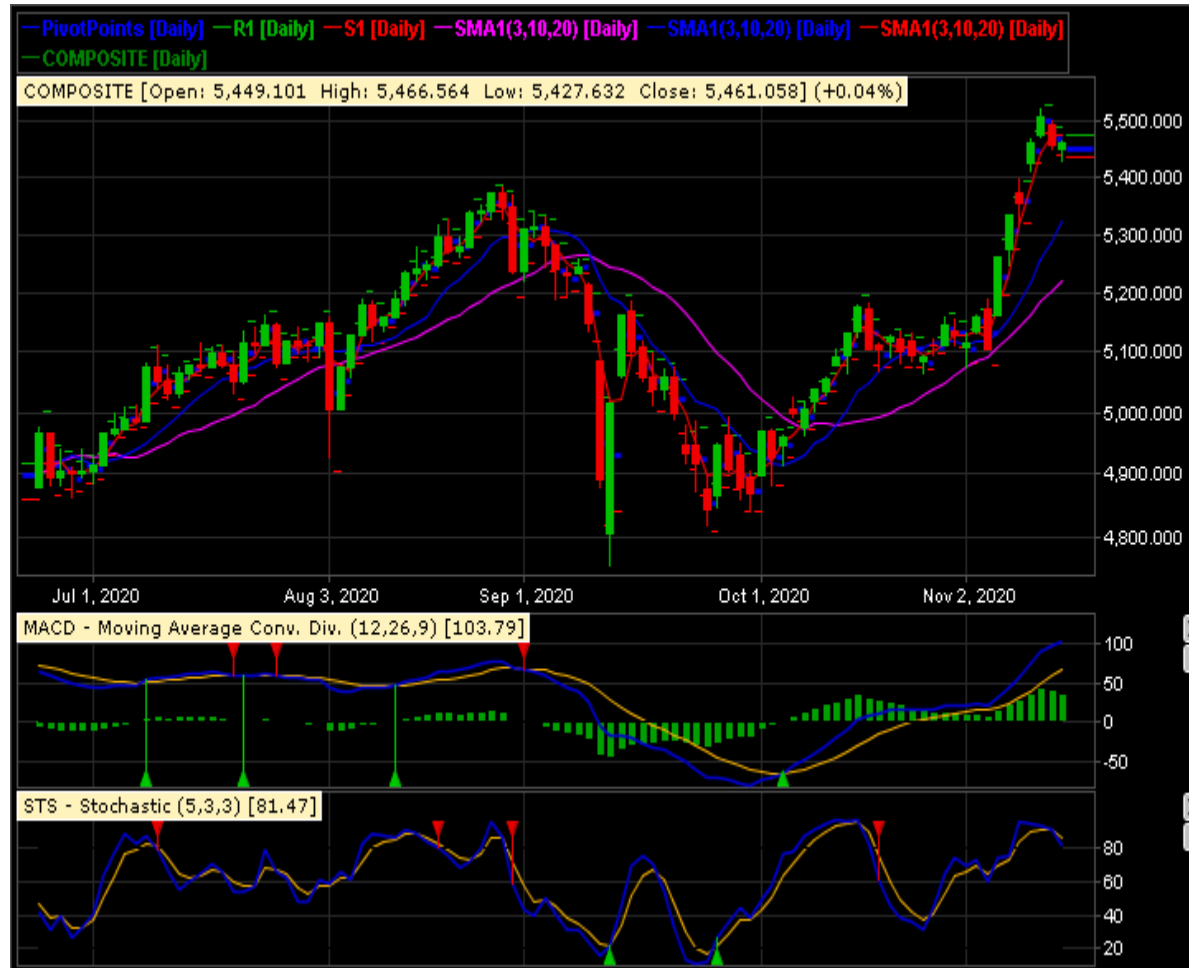 PivotPoints [Daily] R1 [Daily] S1 [Daily] SMA1(3,10,20) [Daily] SMA1(3,10,20) [Daily] SMA1(3,10,20) [Daily]
COMPOSITE [Daily]
COMPOSITE [Open: 5,449.101 High: 5,466.564 Low: 5,427.632 Close: 5,461.058] (+0.04%)
5,500.000
5,400.000
5,300.000
5,200.000
5,100.000
5,000.000
4,900.000
4,800.000
Jul 1, 2020 Aug 3, 2020 Sep 1, 2020 Oct 1, 2020 Nov 2, 2020
MACD - Moving Average Conv. Div. (12,26,9) [103.79]
100
50
0
-50
STS - Stochastic (5,3,3) [81.47]
80
60
40
20